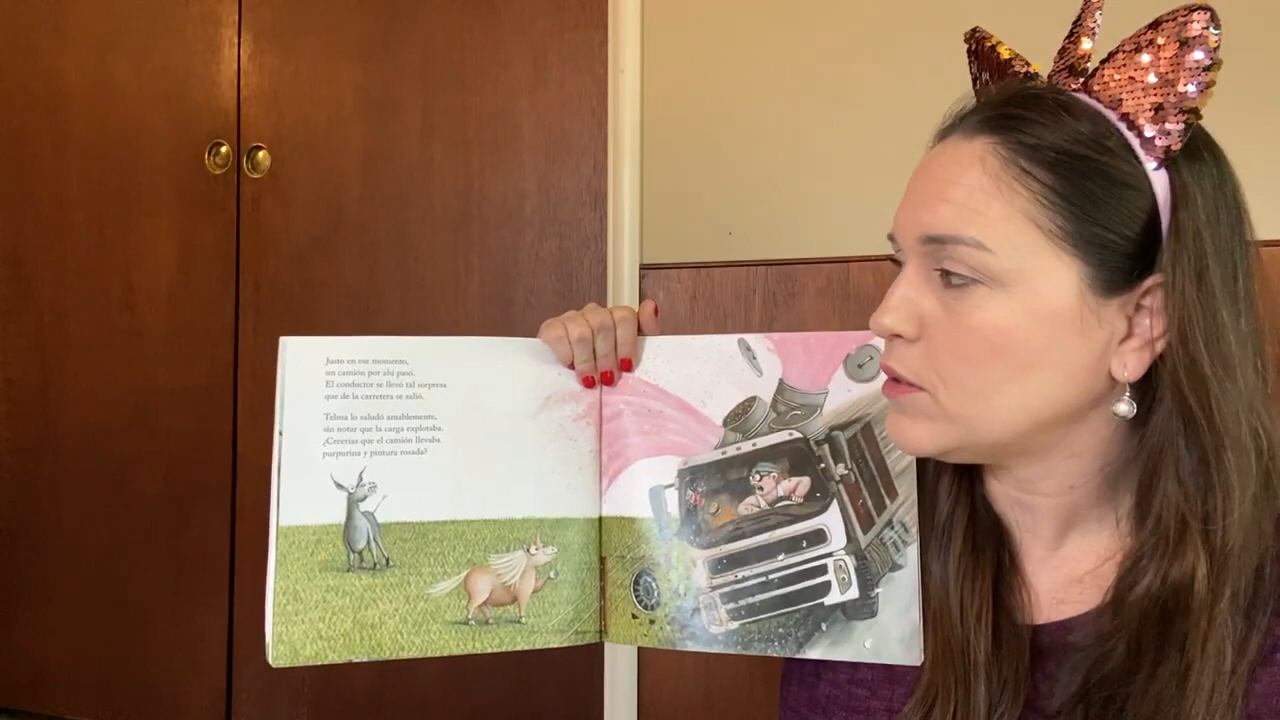 Justo en ese momento,
un camión por ahí pasó.
El conductor se llevó tal sorpresa
que de la carretera se salió.
Telma lo saludó amablemente,
sin notar que la carga explotaba.
¿Creerías que el camión llevaba
purpurina y pintura rosada?